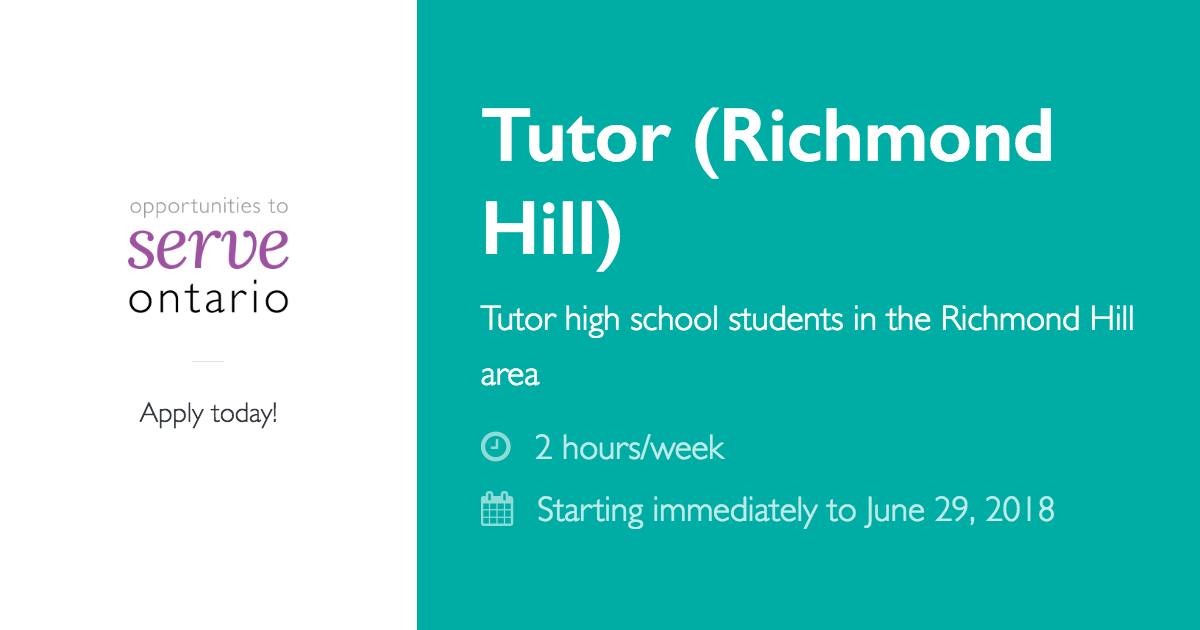 opportunities to
serve
ontario
Apply today!
Tutor (Richmond
Hill)
Tutor high school students in the Richmond Hill
area
2 hours/week
Starting immediately to June 29, 2018